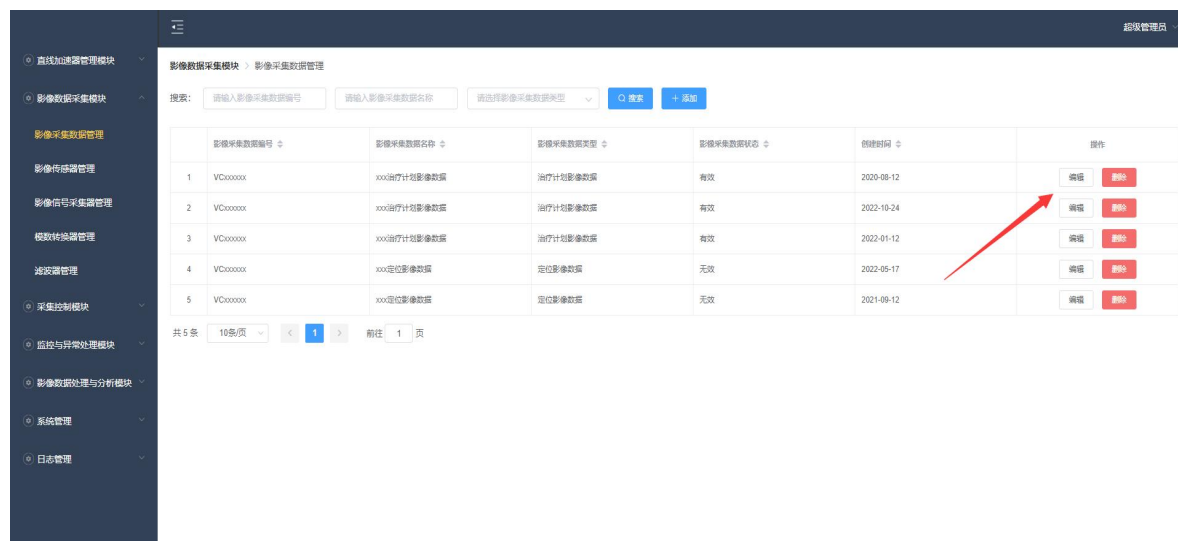 超级管理员
直线加速器管理模块
影像数据采集模块
影像采集数据管理
影像传感器管理
影像信号采集器管理
模数转换器管理
滤波器管理
采集控制模块
监控与异常处理模块
影像数据处理与分析模块
系统管理
日志管理
影像数据采集模块 > 影像采集数据管理
搜索: 请输入影像采集数据编号 请输入影像采集数据名称 请选择影像采集数据类型 搜索 + 添加
影像采集数据编号 影像采集数据名称 影像采集数据类型 影像采集数据状态 创建时间 操作
1 VCxxxxxx xxx治疗计划影像数据 治疗计划影像数据 有效 2020-08-12 编辑 删除
2 VCxxxxxx xxx治疗计划影像数据 治疗计划影像数据 有效 2022-10-24 编辑 删除
3 VCxxxxxx xxx治疗计划影像数据 治疗计划影像数据 有效 2022-01-12 编辑 删除
4 VCxxxxxx xxx定位影像数据 定位影像数据 无效 2022-05-17 编辑 删除
5 VCxxxxxx xxx定位影像数据 定位影像数据 无效 2021-09-12 编辑 删除
共 5 条 10条/页 < 1 > 前往 1 页